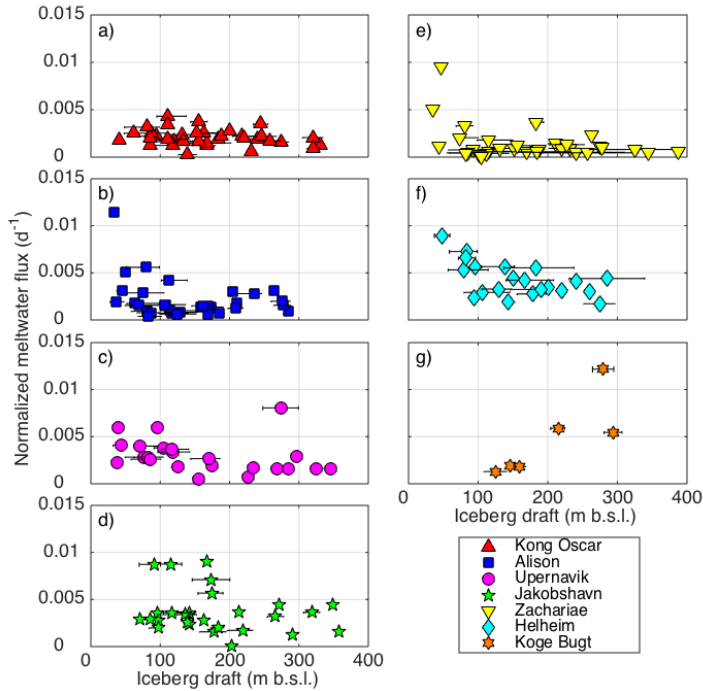 a)
0.015
0.01
0.005
0
b)
0.015
0.01
0.005
0
c)
0.015
0.01
0.005
0
d)
0.015
0.01
0.005
0
0 100 200 300 400
Iceberg draft (m b.s.l.)
Normalized meltwater flux (d⁻¹)
e)
f)
g)
0 100 200 300 400
Iceberg draft (m b.s.l.)
Kong Oscar
Alison
Upernavik
Jakobshavn
Zachariae
Helheim
Koge Bugt